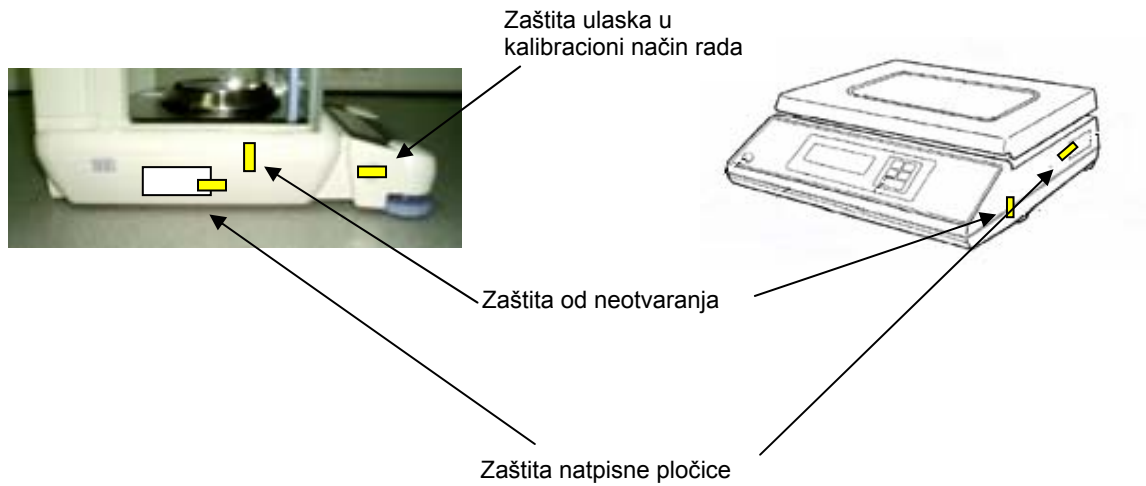 Zaštita ulaska u
kalibracioni način rada
Zaštita od neotvaranja
Zaštita natpisne pločice